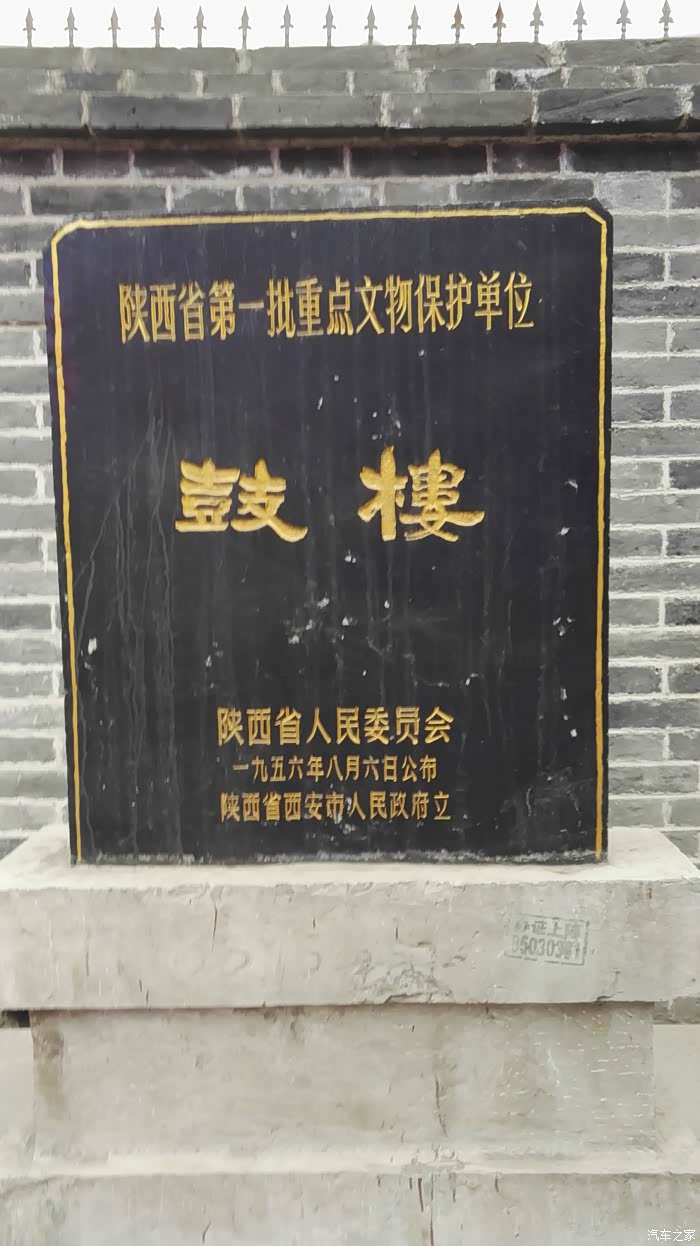 陕西省第一批重点文物保护单位
鼓樓
陕西省人民委员会
一九五六年八月六日公布
陕西省西安市人民政府立
汽车之家